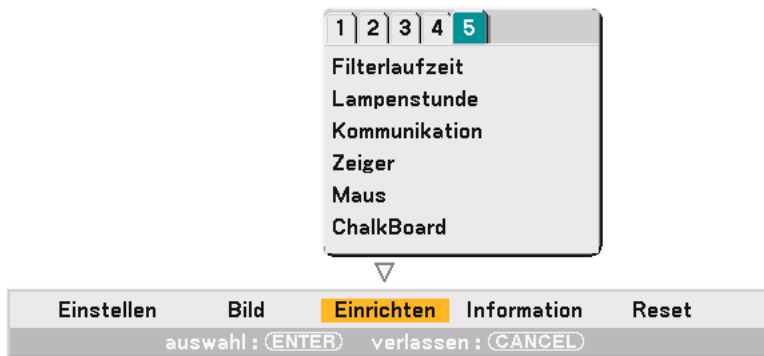 1 2 3 4 5
Filterlaufzeit
Lampenstunde
Kommunikation
Zeiger
Maus
ChalkBoard
Einstellen Bild Einrichten Information Reset
auswahl : ENTER verlassen : CANCEL